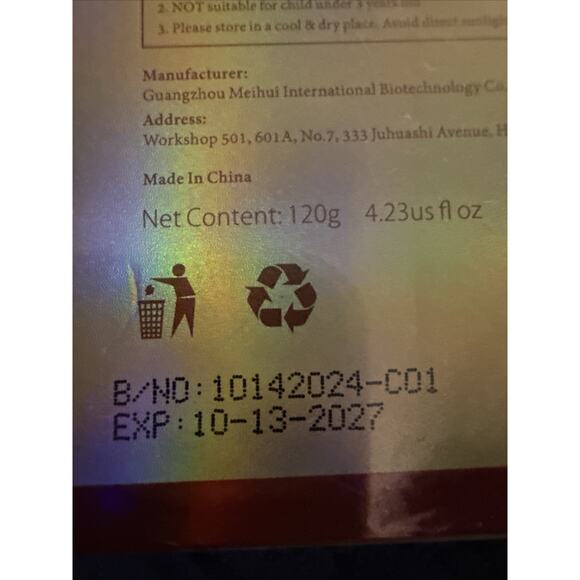 2. NOT suitable for child under 3 years old
3. Please store in a cool & dry place. Avoid direct
Manufacturer:
Guangzhou Meihui International Biotechnology Co.
Address:
Workshop 501, 601A, No.7, 333 Juhuashi Avenue, H
Made In China
Net Content: 120g 4.23us fl oz
B/NO:10142024-C01
EXP:10-13-2027